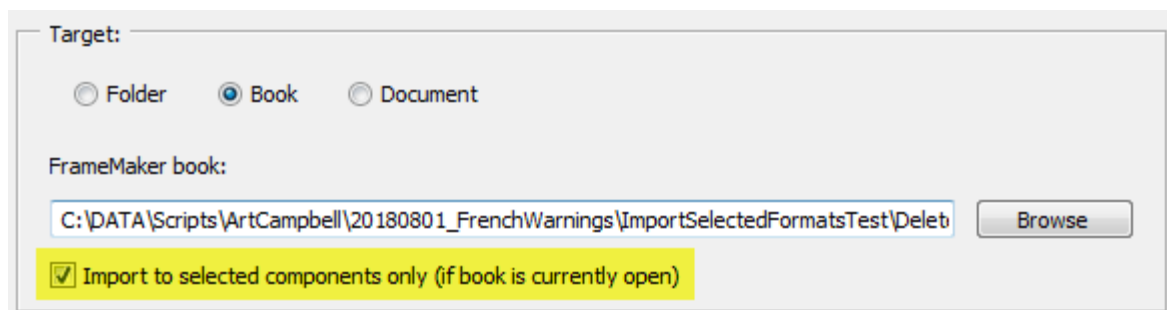 Target:
Folder Book Document
FrameMaker book:
C:\DATA\Scripts\ArtCampbell\20180801_FrenchWarnings\ImportSelectedFormatsTest\Delet Browse
Import to selected components only (if book is currently open)